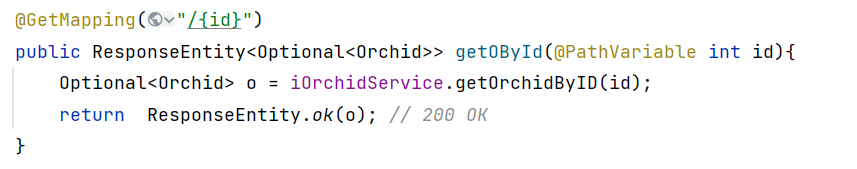 @GetMapping("/{id}")
public ResponseEntity<Optional<Orchid>> getOById(@PathVariable int id){
    Optional<Orchid> o = iOrchidService.getOrchidByID(id);
    return  ResponseEntity.ok(o); // 200 OK
}